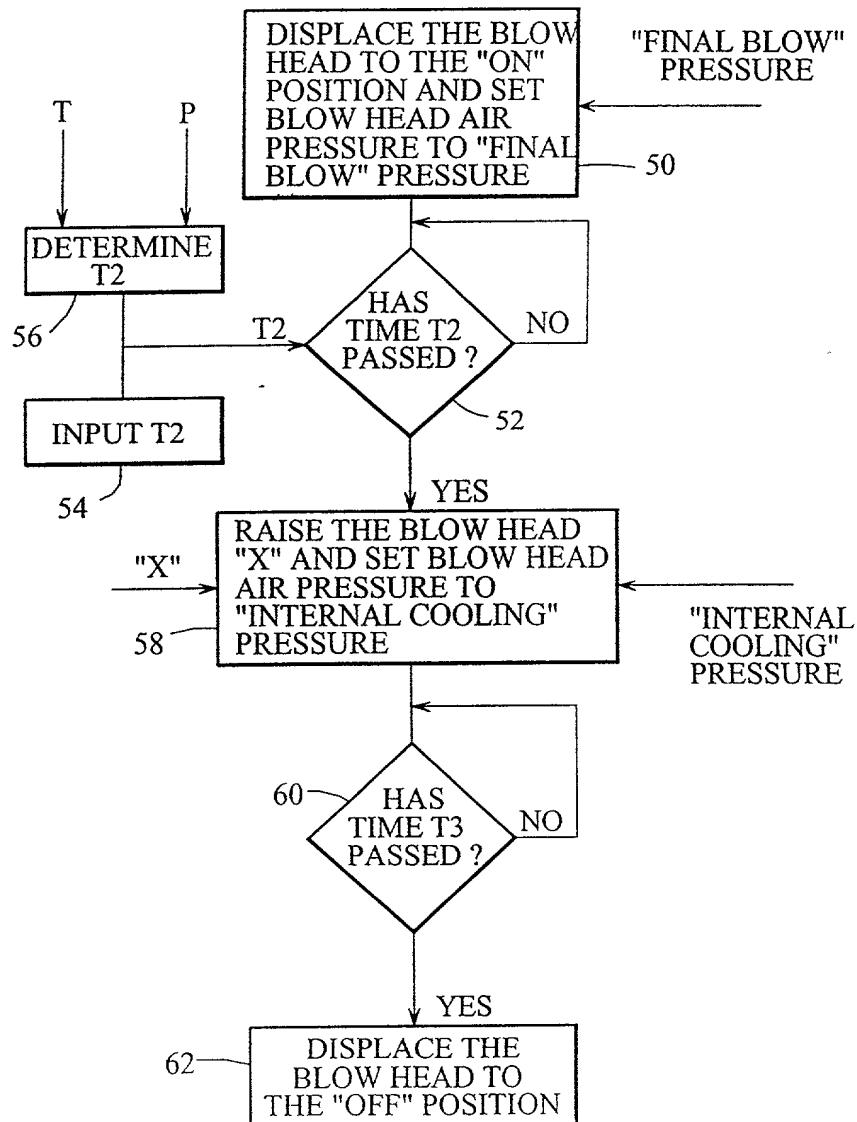 DISPLACE THE BLOW
HEAD TO THE "ON"
POSITION AND SET
BLOW HEAD AIR
PRESSURE TO "FINAL
BLOW" PRESSURE
"FINAL BLOW"
PRESSURE
50
T
P
DETERMINE
T2
56
T2
HAS
TIME T2
PASSED ?
NO
52
INPUT T2
54
YES
RAISE THE BLOW HEAD
"X" AND SET BLOW HEAD
AIR PRESSURE TO
"INTERNAL COOLING"
PRESSURE
"X"
58
"INTERNAL
COOLING"
PRESSURE
60
HAS
TIME T3
PASSED ?
NO
YES
62
DISPLACE THE
BLOW HEAD TO
THE "OFF" POSITION